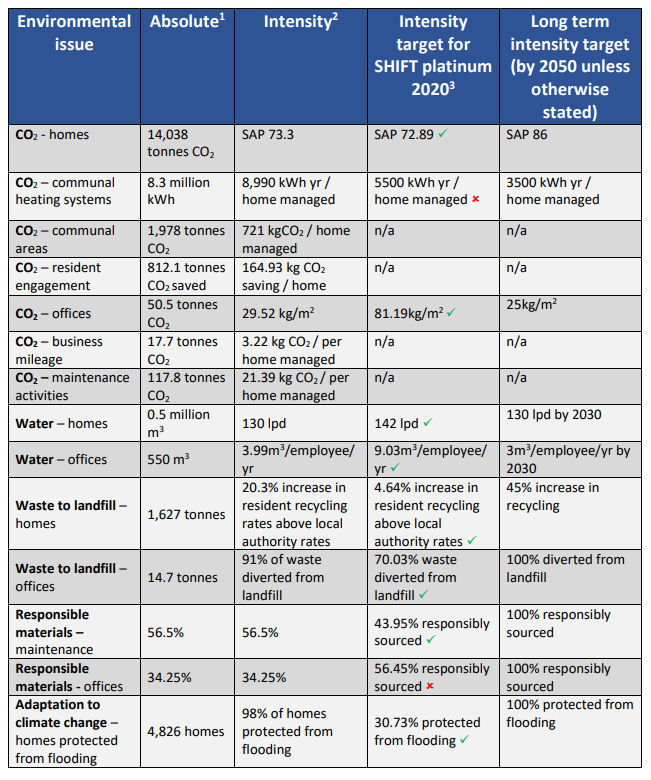 Environmental issue | Absolute¹ | Intensity² | Intensity target for SHIFT platinum 2020³ | Long term intensity target (by 2050 unless otherwise stated)
CO₂ - homes | 14,038 tonnes CO₂ | SAP 73.3 | SAP 72.89 ✓ | SAP 86
CO₂ – communal heating systems | 8.3 million kWh | 8,990 kWh yr / home managed | 5500 kWh yr / home managed ✗ | 3500 kWh yr / home managed
CO₂ – communal areas | 1,978 tonnes CO₂ | 721 kgCO₂ / home managed | n/a | n/a
CO₂ – resident engagement | 812.1 tonnes CO₂ saved | 164.93 kg CO₂ saving / home | n/a | n/a
CO₂ – offices | 50.5 tonnes CO₂ | 29.52 kg/m² | 81.19kg/m² ✓ | 25kg/m²
CO₂ – business mileage | 17.7 tonnes CO₂ | 3.22 kg CO₂ / per home managed | n/a | n/a
CO₂ – maintenance activities | 117.8 tonnes CO₂ | 21.39 kg CO₂ / per home managed | n/a | n/a
Water – homes | 0.5 million m³ | 130 lpd | 142 lpd ✓ | 130 lpd by 2030
Water – offices | 550 m³ | 3.99m³/employee/yr | 9.03m³/employee/yr ✓ | 3m³/employee/yr by 2030
Waste to landfill – homes | 1,627 tonnes | 20.3% increase in resident recycling rates above local authority rates | 4.64% increase in resident recycling above local authority rates ✓ | 45% increase in recycling
Waste to landfill – offices | 14.7 tonnes | 91% of waste diverted from landfill | 70.03% waste diverted from landfill ✓ | 100% diverted from landfill
Responsible materials – maintenance | 56.5% | 56.5% | 43.95% responsibly sourced ✓ | 100% responsibly sourced
Responsible materials - offices | 34.25% | 34.25% | 56.45% responsibly sourced ✗ | 100% responsibly sourced
Adaptation to climate change – homes protected from flooding | 4,826 homes | 98% of homes protected from flooding | 30.73% protected from flooding ✓ | 100% protected from flooding